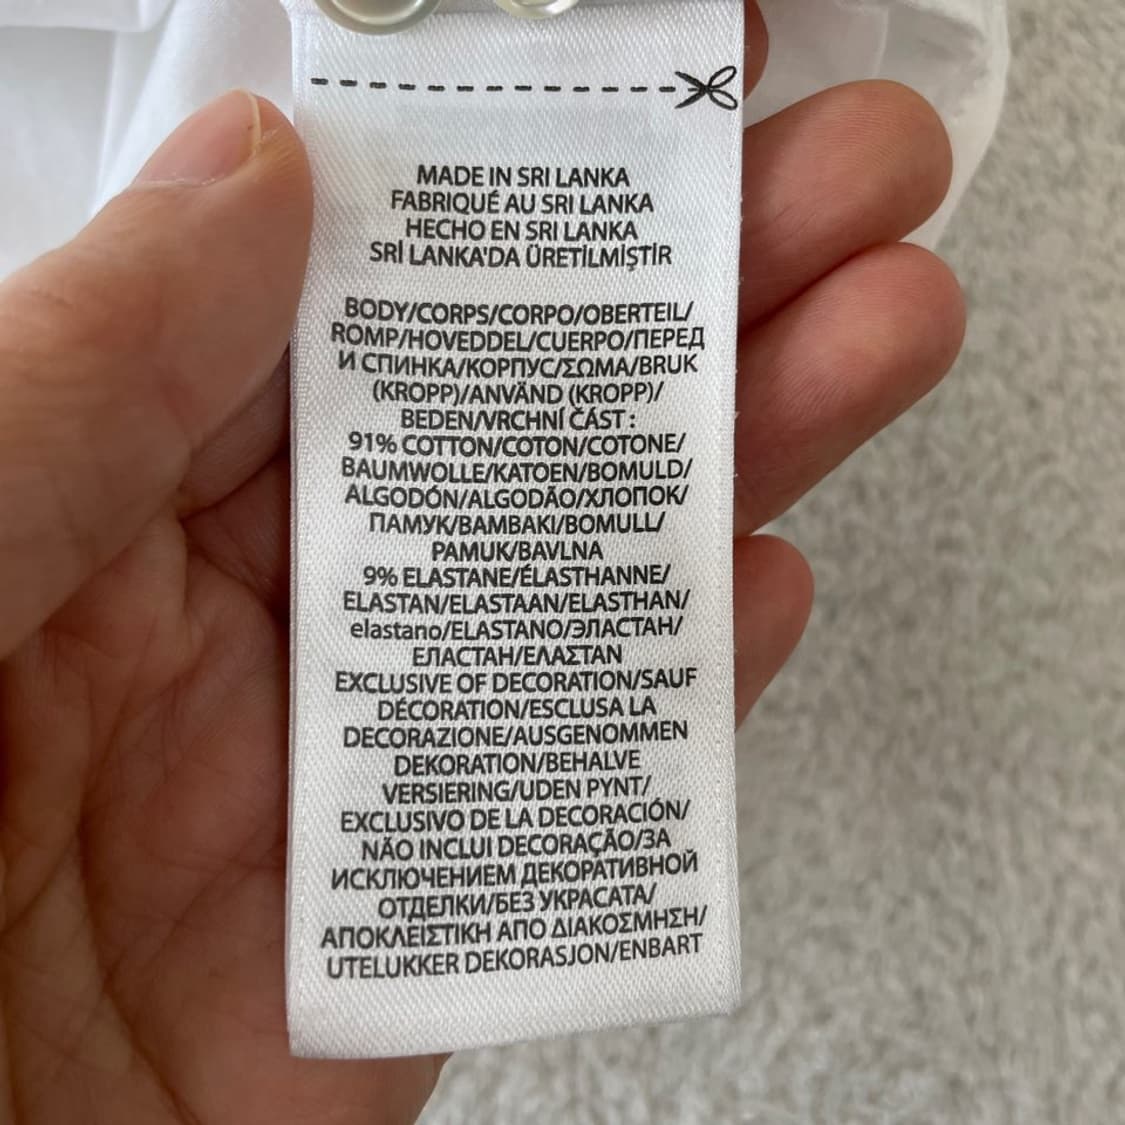 MADE IN SRI LANKA
FABRIQUÉ AU SRI LANKA
HECHO EN SRI LANKA
SRİ LANKA'DA ÜRETİLMİŞTİR
BODY/CORPS/CORPO/OBERTEIL/
ROMP/HOVEDDEL/CUERPO/ПЕРЕД
И СПИНКА/КОРПУС/ΣΩΜΑ/BRUK
(KROPP)/ANVÄND (KROPP)/
BEDEN/VRCHNÍ ČÁST :
91% COTTON/COTON/COTONE/
BAUMWOLLE/KATOEN/BOMULD/
ALGODÓN/ALGODÃO/ХЛОПОК/
ПАМУК/ΒΑΜΒΑΚΙ/BOMULL/
PAMUK/BAVLNA
9% ELASTANE/ÉLASTHANNE/
ELASTAN/ELASTAAN/ELASTHAN/
elastano/ELASTANO/ЭЛАСТАН/
ЕЛАСТАН/ΕΛΑΣΤΑΝ
EXCLUSIVE OF DECORATION/SAUF
DÉCORATION/ESCLUSA LA
DECORAZIONE/AUSGENOMMEN
DEKORATION/BEHALVE
VERSIERING/UDEN PYNT/
EXCLUSIVO DE LA DECORACIÓN/
NÃO INCLUI DECORAÇÃO/ЗА
ИСКЛЮЧЕНИЕМ ДЕКОРАТИВНОЙ
ОТДЕЛКИ/БЕЗ УКРАСАТА/
ΑΠΟΚΛΕΙΣΤΙΚΗ ΑΠΟ ΔΙΑΚΟΣΜΗΣΗ/
UTELUKKER DEKORASJON/ENBART